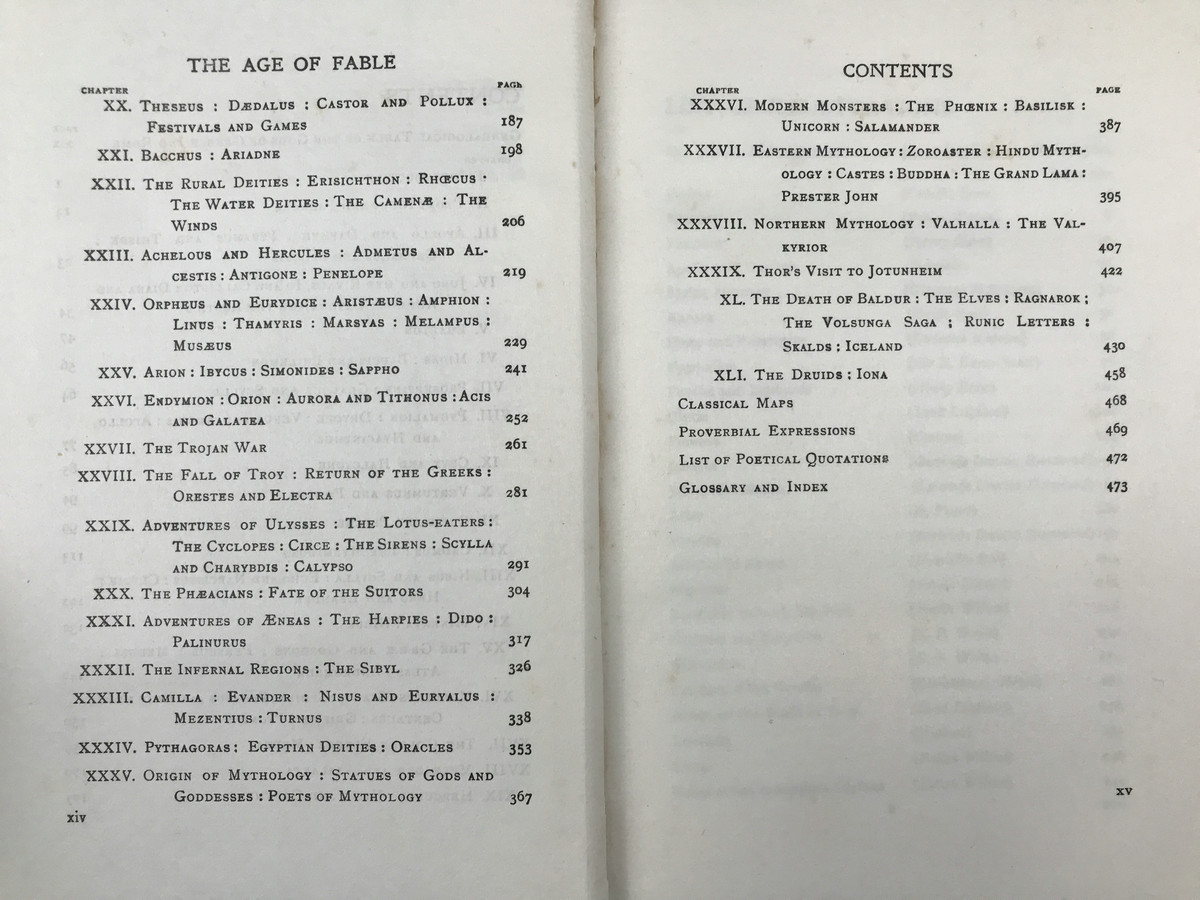 THE AGE OF FABLE
CHAPTER PAGE
XX. Theseus : Dædalus : Castor and Pollux :
Festivals and Games 187
XXI. Bacchus : Ariadne 198
XXII. The Rural Deities : Erisichthon : Rhœcus ·
The Water Deities : The Camenæ : The
Winds 206
XXIII. Achelous and Hercules : Admetus and Al-
cestis : Antigone : Penelope 219
XXIV. Orpheus and Eurydice : Aristæus : Amphion :
Linus : Thamyris : Marsyas : Melampus :
Musæus 229
XXV. Arion : Ibycus : Simonides : Sappho 241
XXVI. Endymion : Orion : Aurora and Tithonus : Acis
and Galatea 252
XXVII. The Trojan War 261
XXVIII. The Fall of Troy : Return of the Greeks :
Orestes and Electra 281
XXIX. Adventures of Ulysses : The Lotus-eaters :
The Cyclopes : Circe : The Sirens : Scylla
and Charybdis : Calypso 291
XXX. The Phæacians : Fate of the Suitors 304
XXXI. Adventures of Æneas : The Harpies : Dido :
Palinurus 317
XXXII. The Infernal Regions : The Sibyl 326
XXXIII. Camilla : Evander : Nisus and Euryalus :
Mezentius : Turnus 338
XXXIV. Pythagoras : Egyptian Deities : Oracles 353
XXXV. Origin of Mythology : Statues of Gods and
Goddesses : Poets of Mythology 367
xiv
CONTENTS
CHAPTER PAGE
XXXVI. Modern Monsters : The Phœnix : Basilisk :
Unicorn : Salamander 387
XXXVII. Eastern Mythology : Zoroaster : Hindu Myth-
ology : Castes : Buddha : The Grand Lama :
Prester John 395
XXXVIII. Northern Mythology : Valhalla : The Val-
kyrior 407
XXXIX. Thor's Visit to Jotunheim 422
XL. The Death of Baldur : The Elves : Ragnarok ;
The Volsunga Saga ; Runic Letters :
Skalds : Iceland 430
XLI. The Druids : Iona 458
Classical Maps 468
Proverbial Expressions 469
List of Poetical Quotations 472
Glossary and Index 473
xv